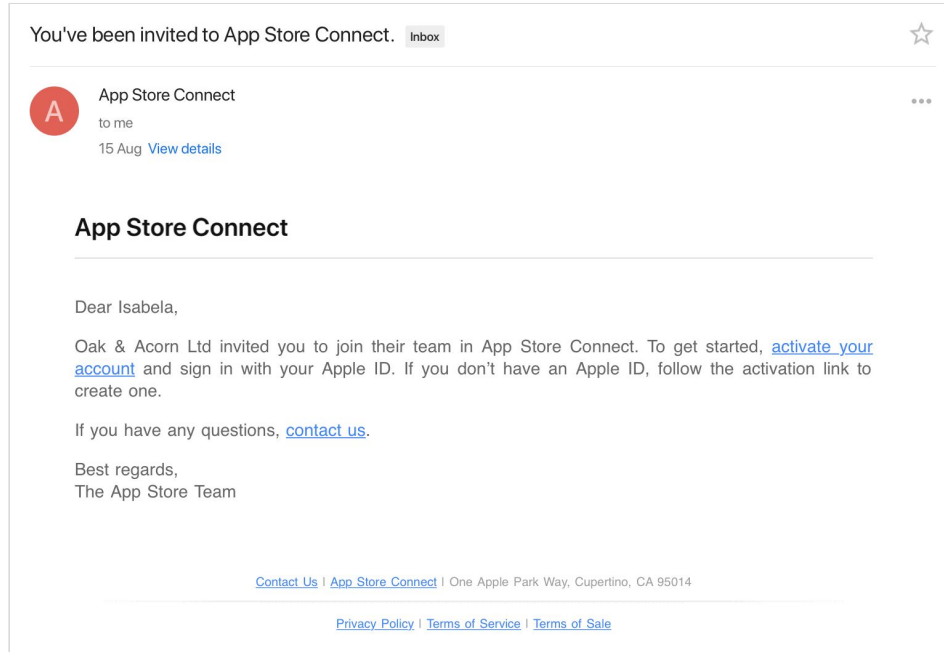 You've been invited to App Store Connect. Inbox
A
App Store Connect
to me
15 Aug View details
App Store Connect
Dear Isabela,
Oak & Acorn Ltd invited you to join their team in App Store Connect. To get started, activate your
account and sign in with your Apple ID. If you don’t have an Apple ID, follow the activation link to
create one.
If you have any questions, contact us.
Best regards,
The App Store Team
Contact Us | App Store Connect | One Apple Park Way, Cupertino, CA 95014
Privacy Policy | Terms of Service | Terms of Sale